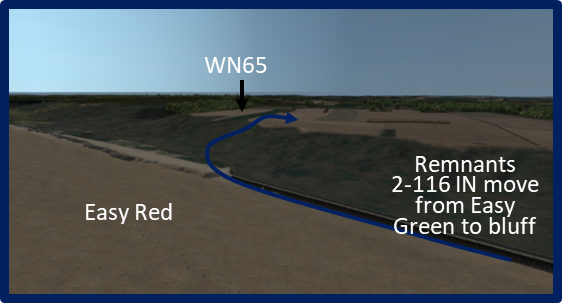 WN65
Easy Red
Remnants
2-116 IN move
from Easy
Green to bluff